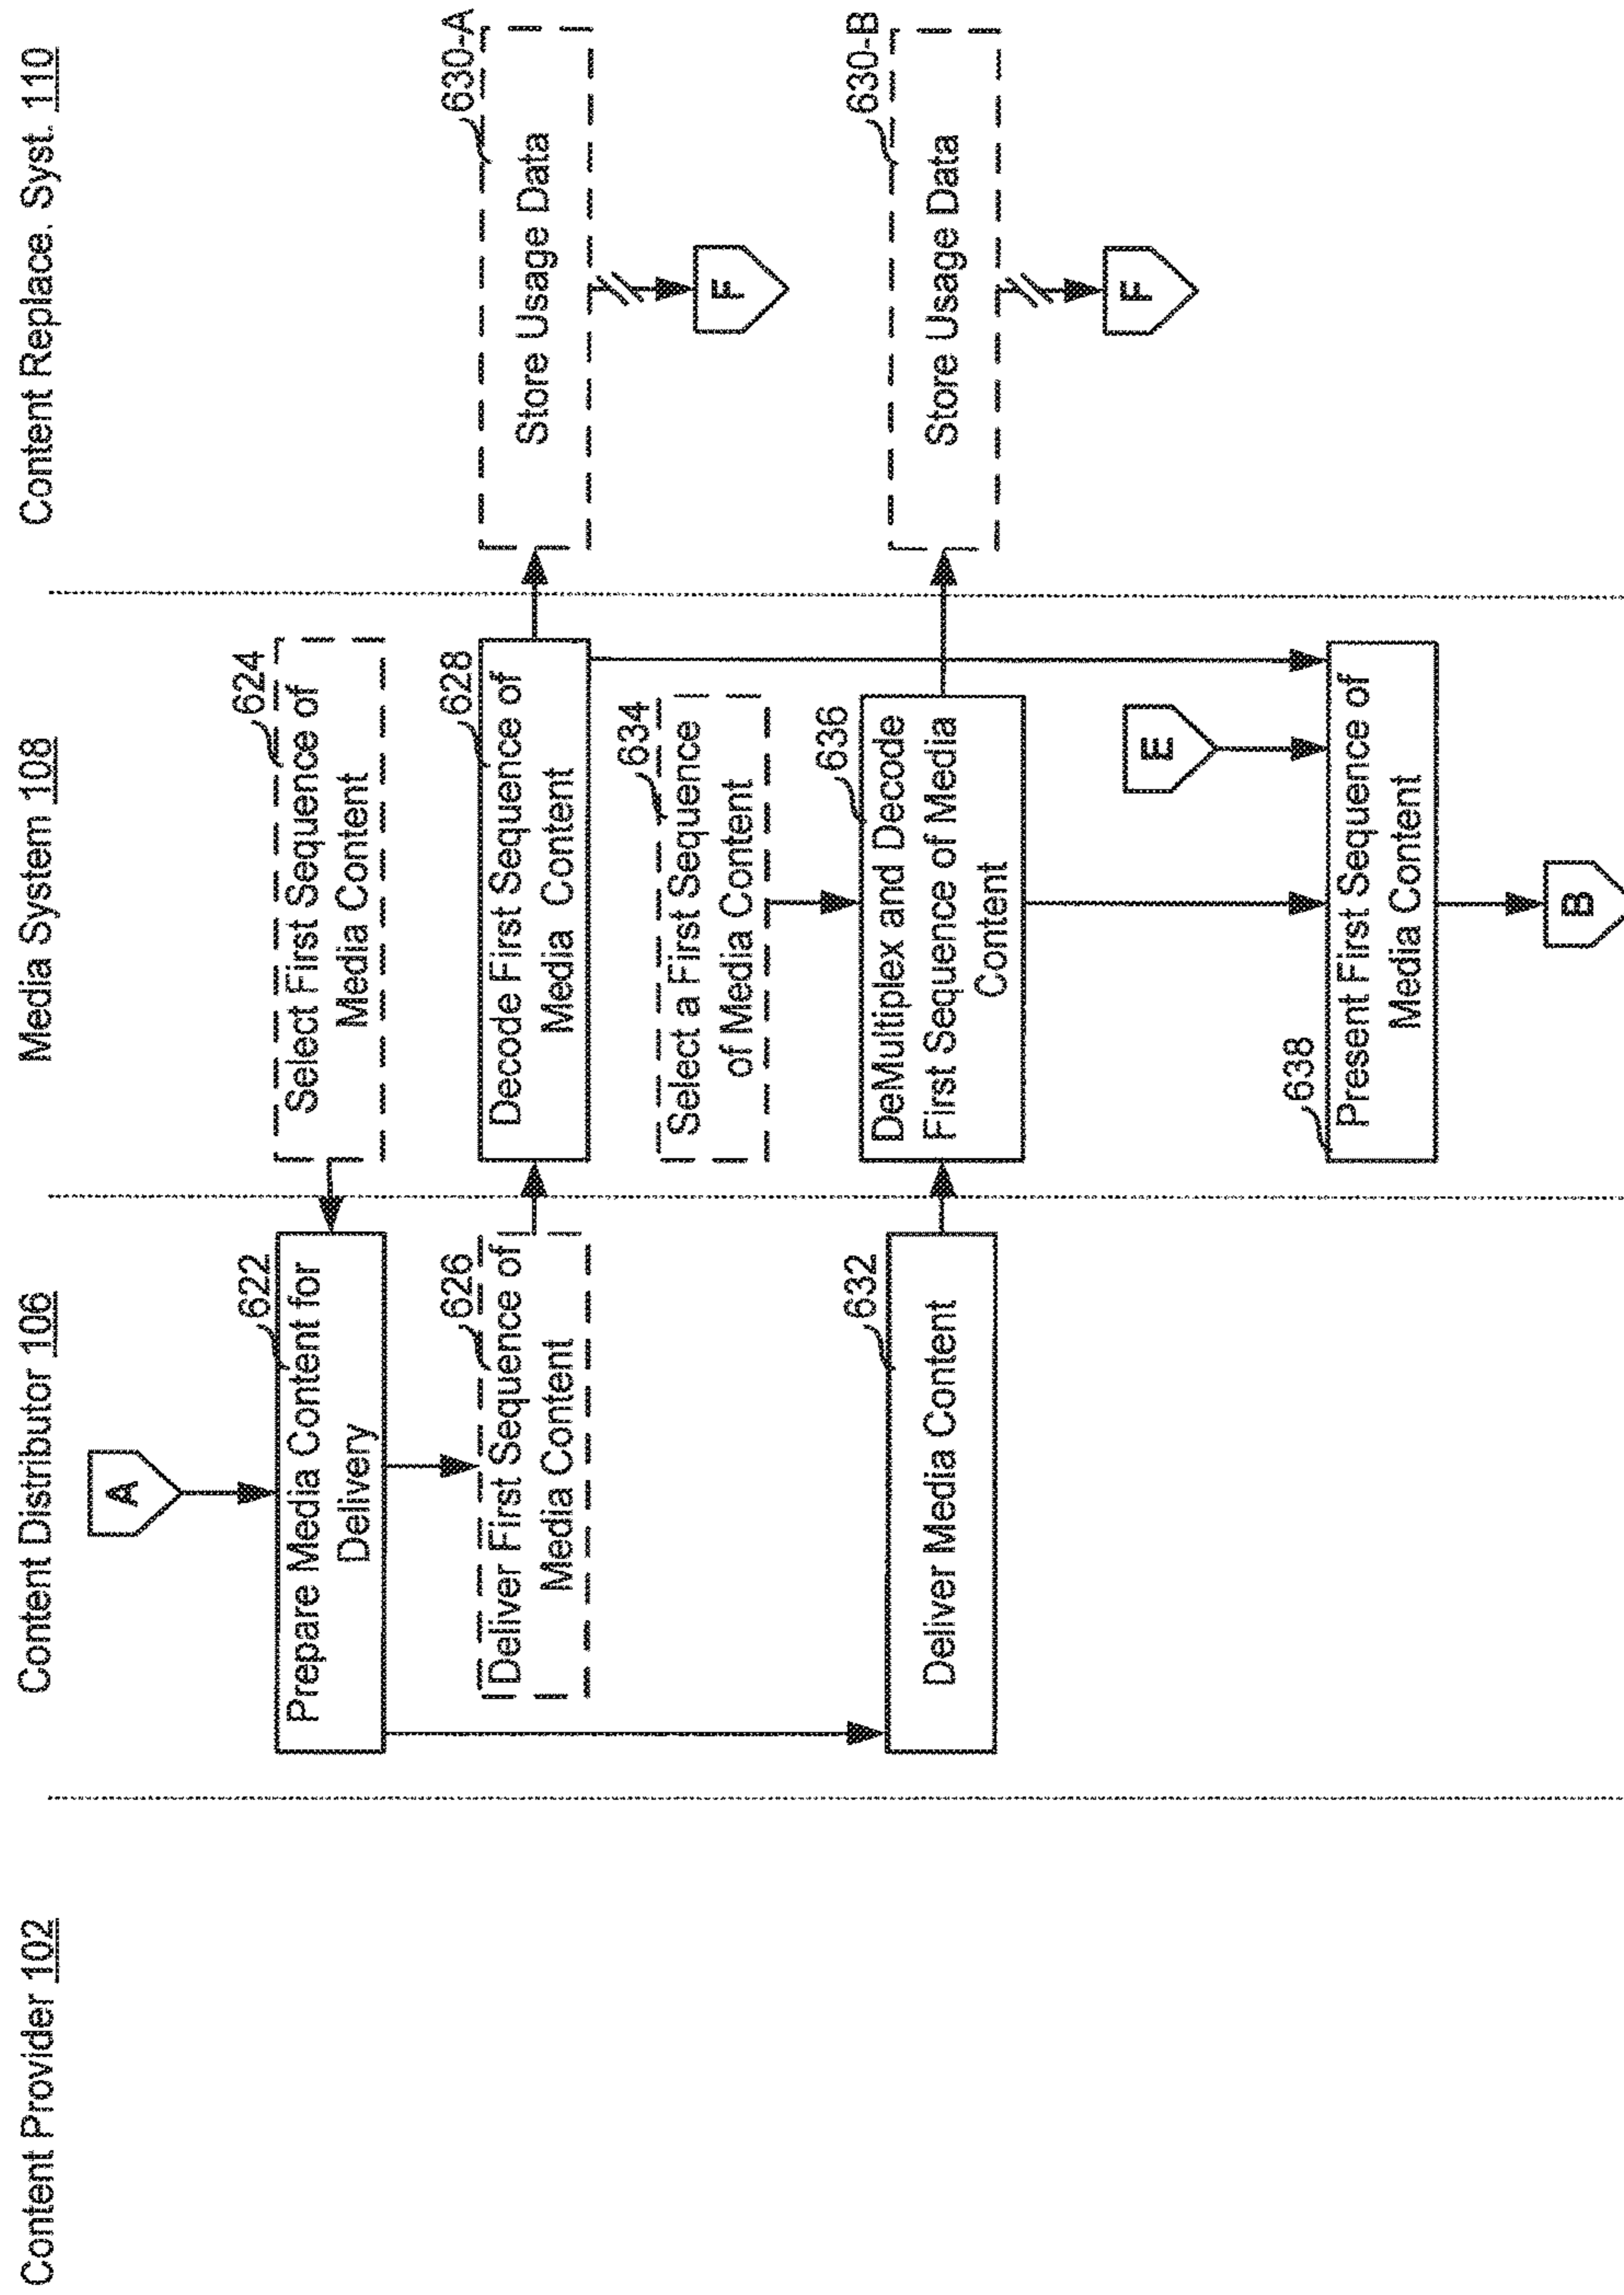 Content Provider 102
Content Distributor 106
Media System 108
Content Replace. Syst. 110
A
622
Prepare Media Content for
Delivery
624
Select First Sequence of
Media Content
626
Deliver First Sequence of
Media Content
628
Decode First Sequence of
Media Content
630-A
Store Usage Data
F
634
Select a First Sequence
of Media Content
632
Deliver Media Content
636
DeMultiplex and Decode
First Sequence of Media
Content
630-B
Store Usage Data
F
E
638
Present First Sequence of
Media Content
B